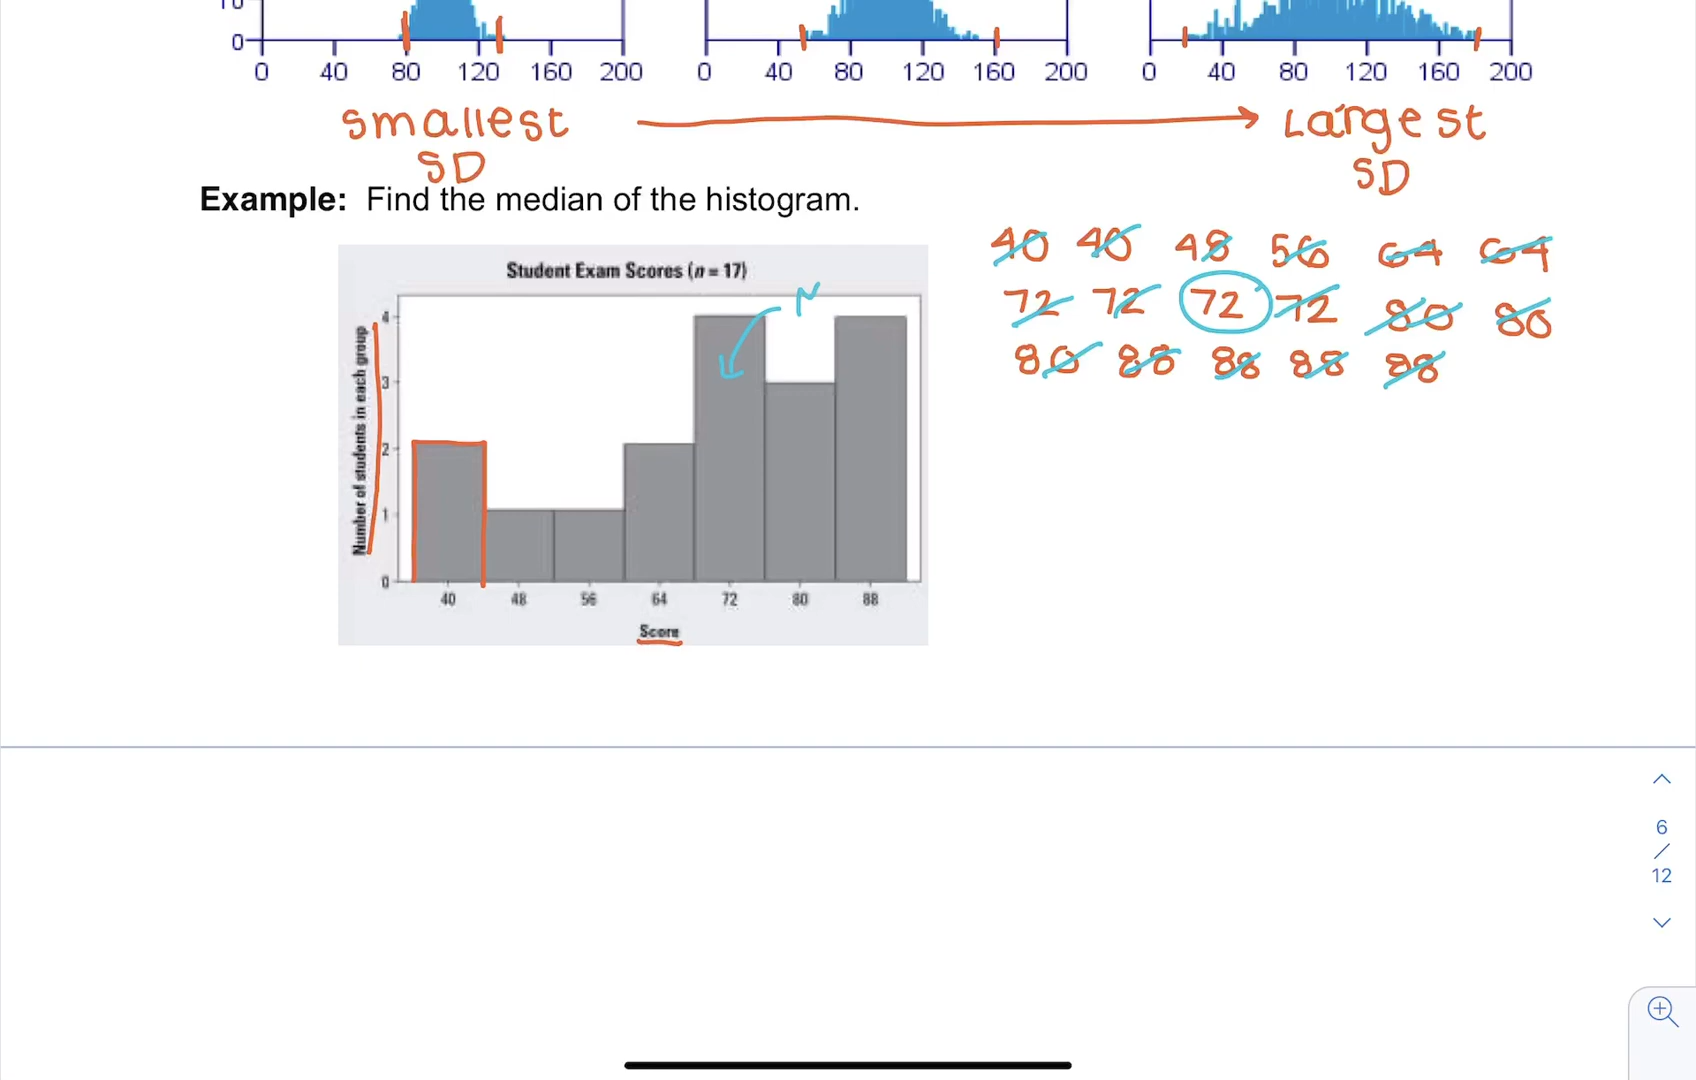 10
0
0 40 80 120 160 200
0 40 80 120 160 200
0 40 80 120 160 200
smallest
SD
Largest
SD
Example: Find the median of the histogram.
40 40 48 56 64 64
72 72 72 72 80 80
80 88 88 88 88
Student Exam Scores (n = 17)
Number of students in each group
4
3
2
1
0
40 48 56 64 72 80 88
Score
6
/
12